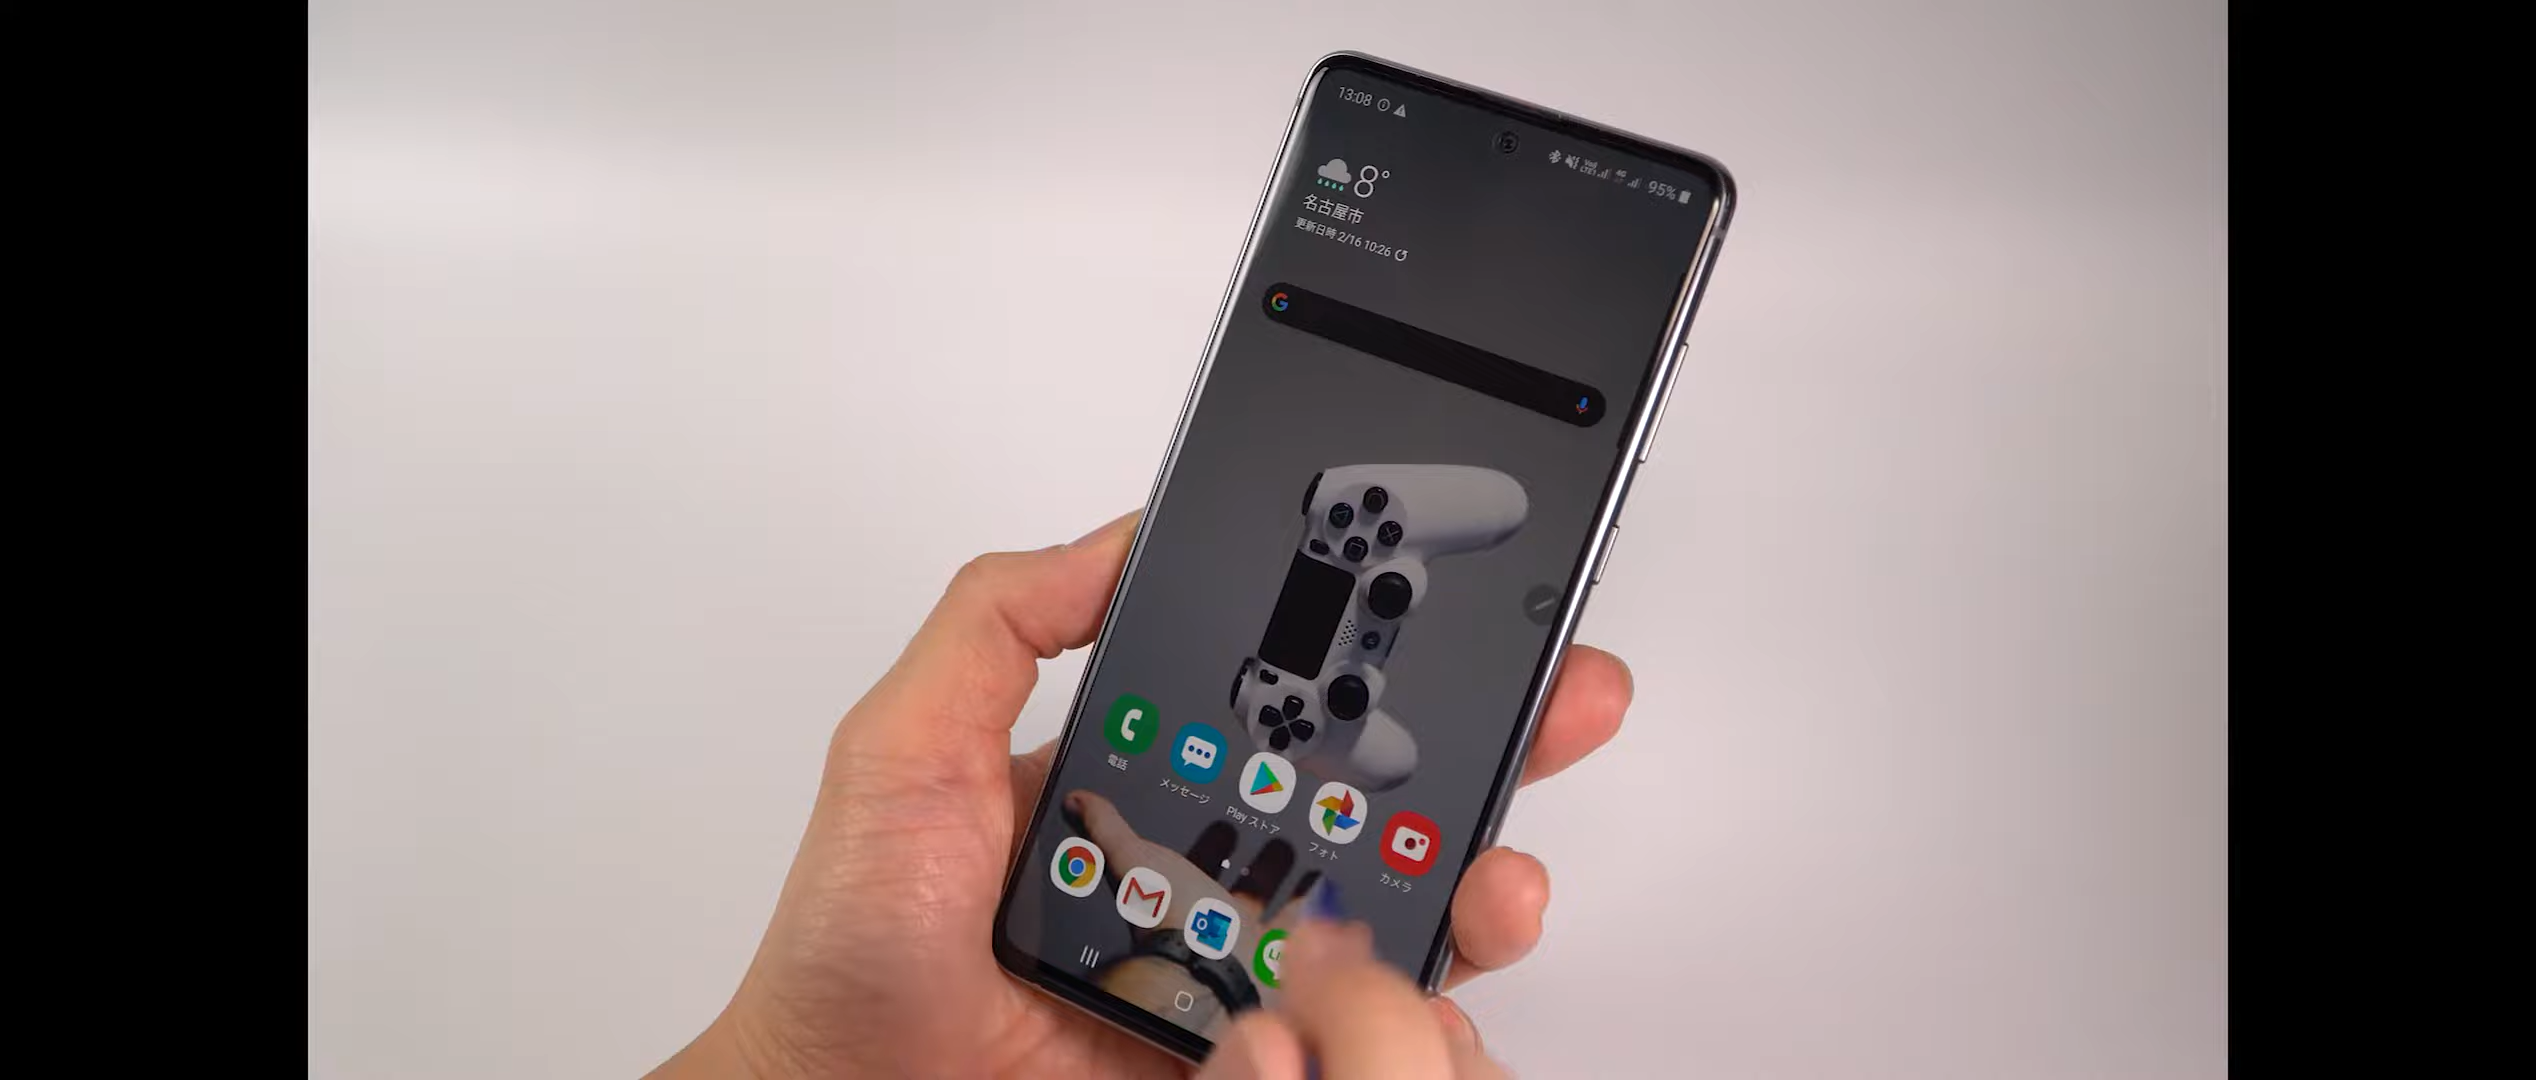 13:08
95%
8°
名古屋市
更新日時 2/16 10:26
電話
メッセージ
Play ストア
フォト
カメラ